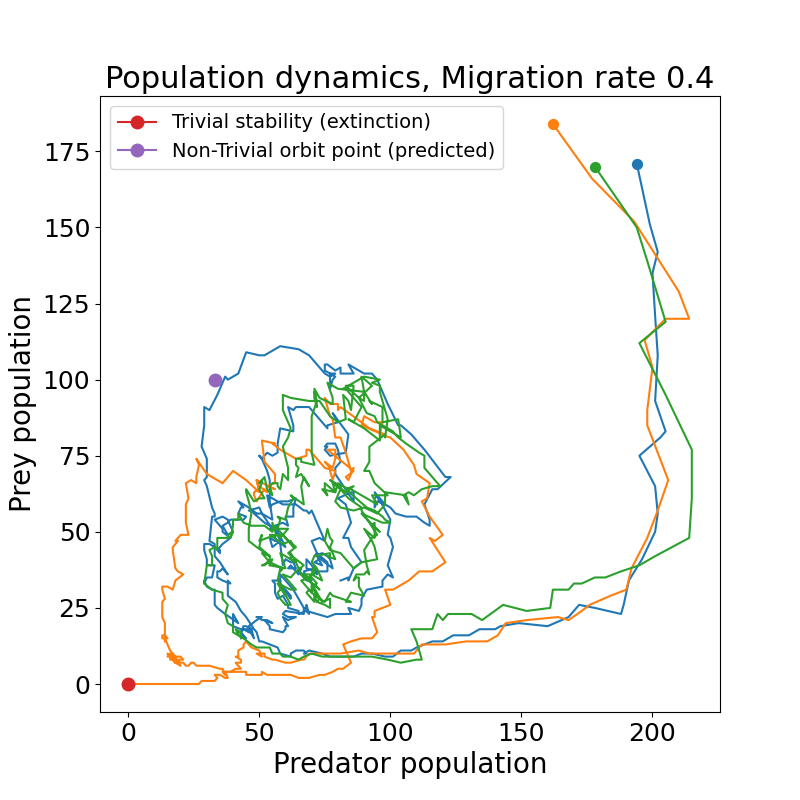 Population dynamics, Migration rate 0.4
Trivial stability (extinction)
Non-Trivial orbit point (predicted)
175
150
125
100
75
50
25
0
Prey population
0 50 100 150 200
Predator population